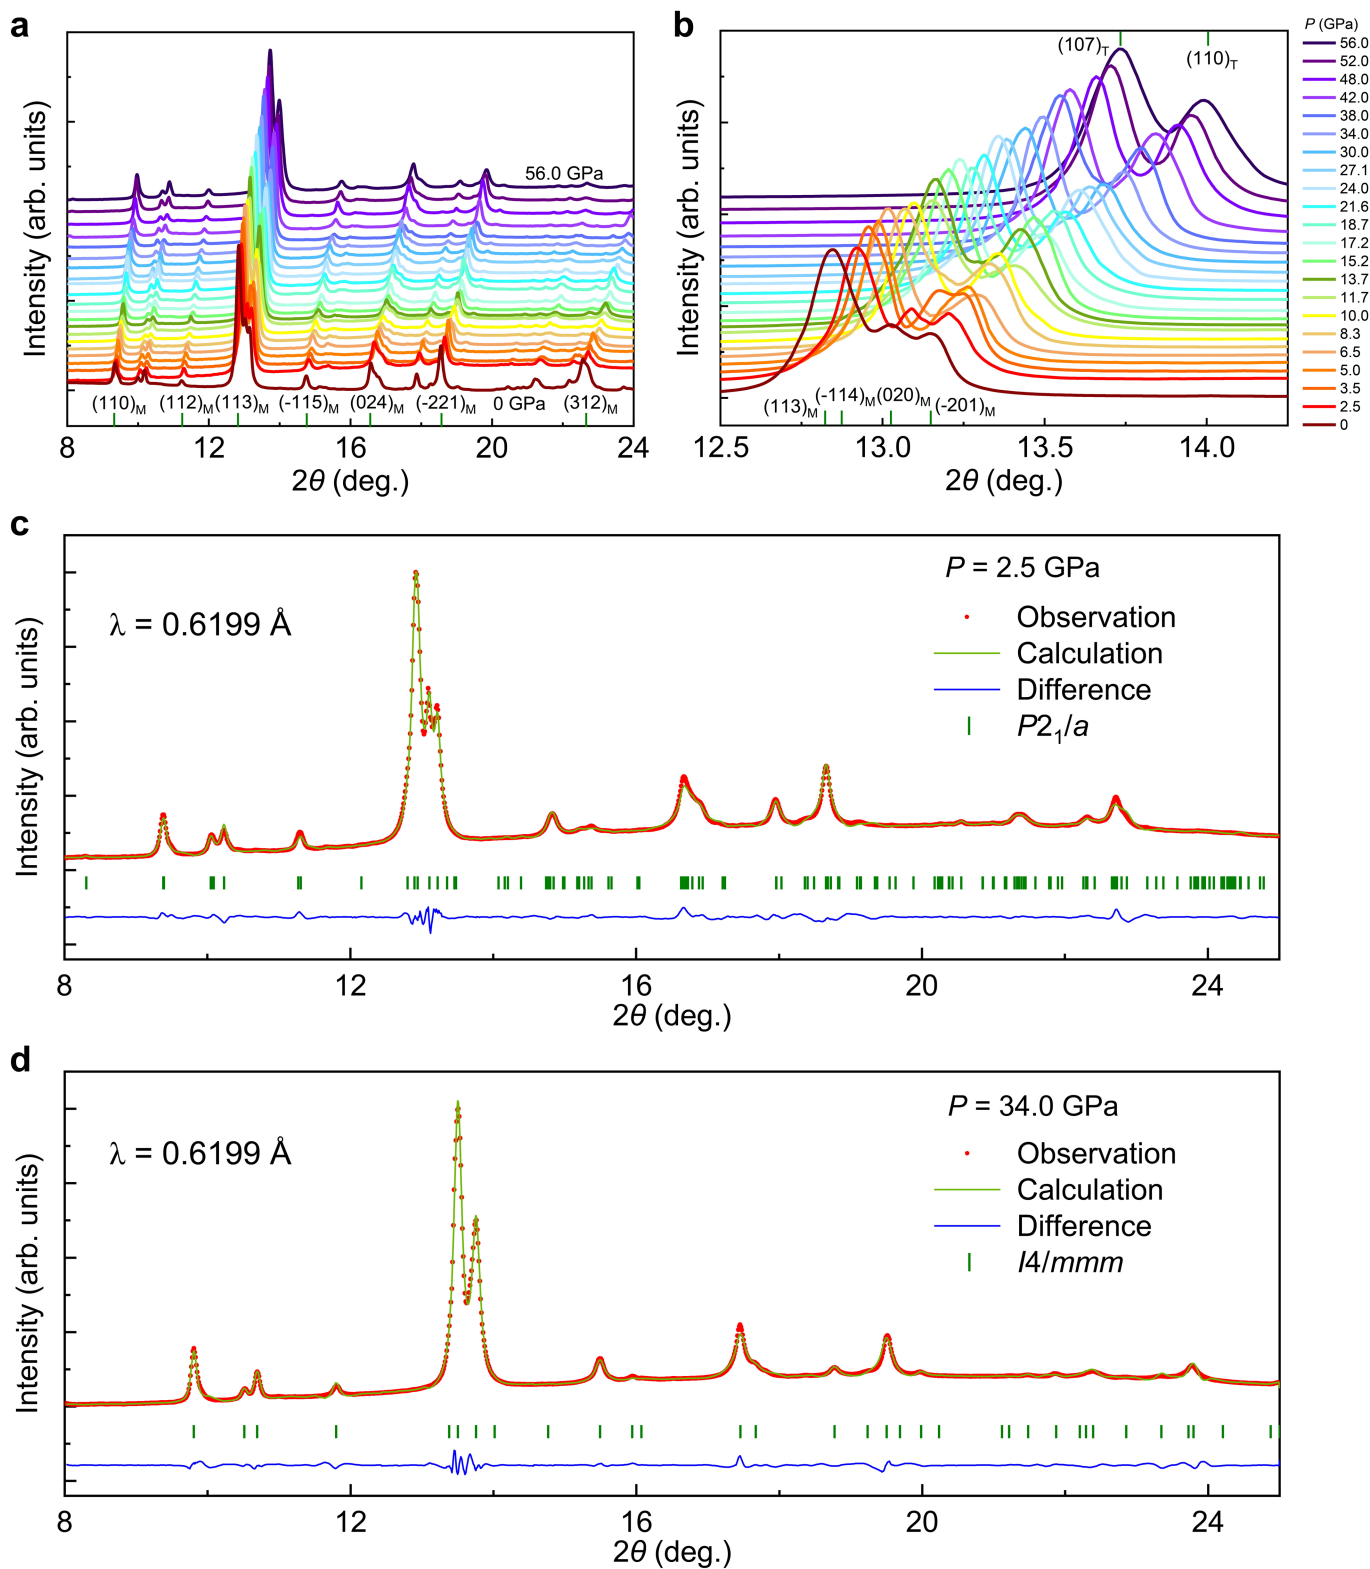 a
Intensity (arb. units)
56.0 GPa
(110)M (112)M (113)M (-115)M (024)M (-221)M 0 GPa (312)M
8 12 16 20 24
2θ (deg.)
b
Intensity (arb. units)
(107)T
(110)T
(113)M (-114)M (020)M (-201)M
12.5 13.0 13.5 14.0
2θ (deg.)
P (GPa)
56.0
52.0
48.0
42.0
38.0
34.0
30.0
27.1
24.0
21.6
18.7
17.2
15.2
13.7
11.7
10.0
8.3
6.5
5.0
3.5
2.5
0
c
Intensity (arb. units)
λ = 0.6199 Å
P = 2.5 GPa
Observation
Calculation
Difference
P21/a
8 12 16 20 24
2θ (deg.)
d
Intensity (arb. units)
λ = 0.6199 Å
P = 34.0 GPa
Observation
Calculation
Difference
I4/mmm
8 12 16 20 24
2θ (deg.)